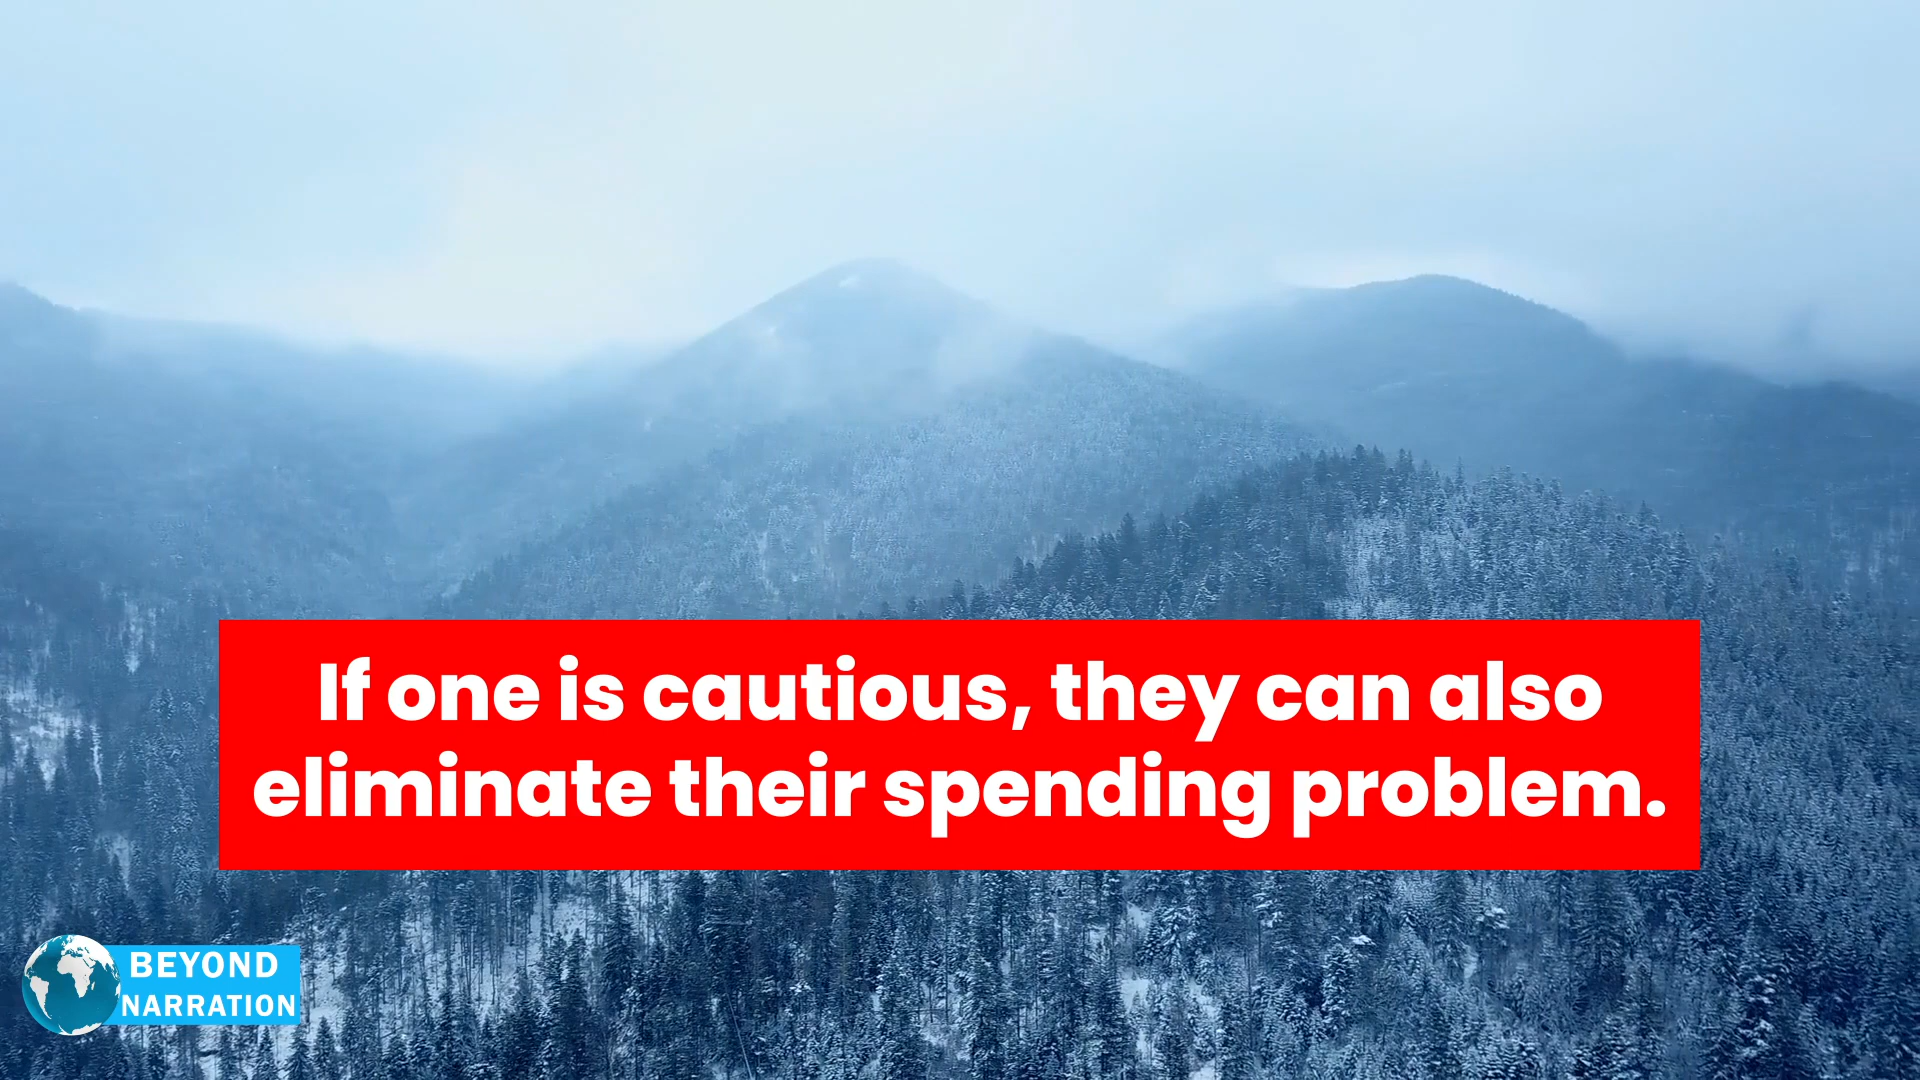 If one is cautious, they can also
eliminate their spending problem.
BEYOND
NARRATION